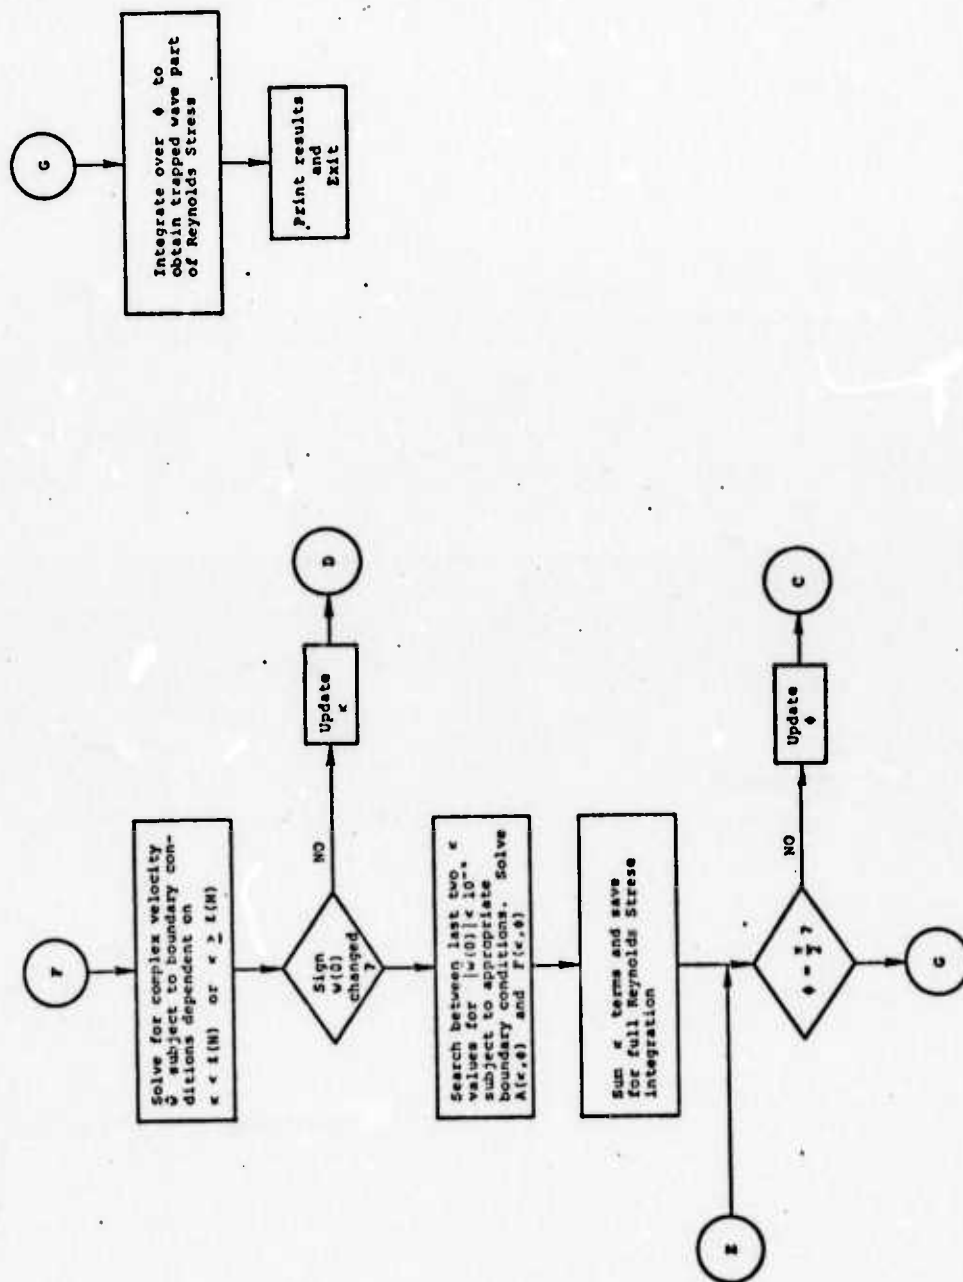 F
Solve for complex velocity
ŵ subject to boundary con-
ditions dependent on
κ < ℓ(N) or κ ≥ ℓ(N)
Sign
w(0)
changed
?
NO
Update
κ
D
Search between last two, κ
values for |w(0)|< 10⁻⁴
subject to appropriate
boundary conditions. Solve
A(κ,φ) and F(κ,φ)
Sum κ terms and save
for full Reynolds Stress
integration
E
φ = π/2 ?
NO
Update
φ
C
G
G
Integrate over φ to
obtain trapped wave part
of Reynolds Stress
Print results
and
Exit